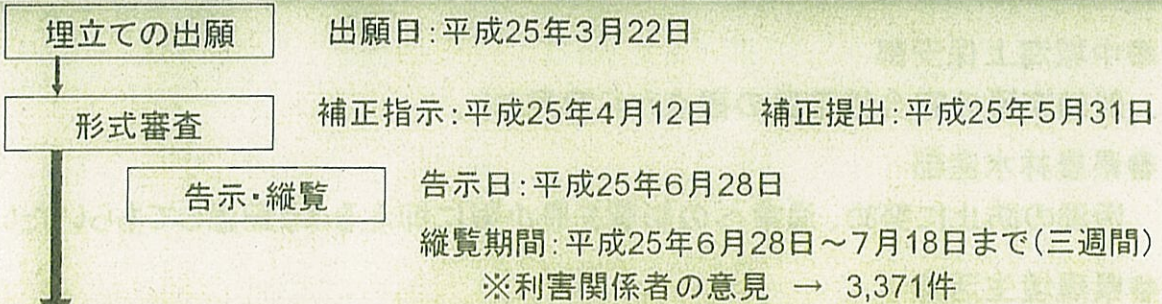 埋立ての出願　出願日：平成25年3月22日
形式審査　補正指示：平成25年4月12日　補正提出：平成25年5月31日
告示・縦覧　告示日：平成25年6月28日
縦覧期間：平成25年6月28日～7月18日まで（三週間）
※利害関係者の意見　→　3,371件